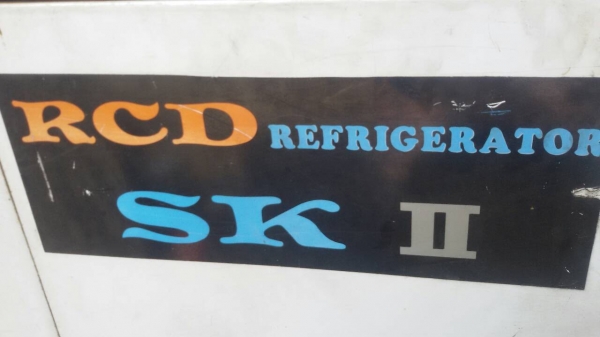 RCD REFRIGERATOR
SK II